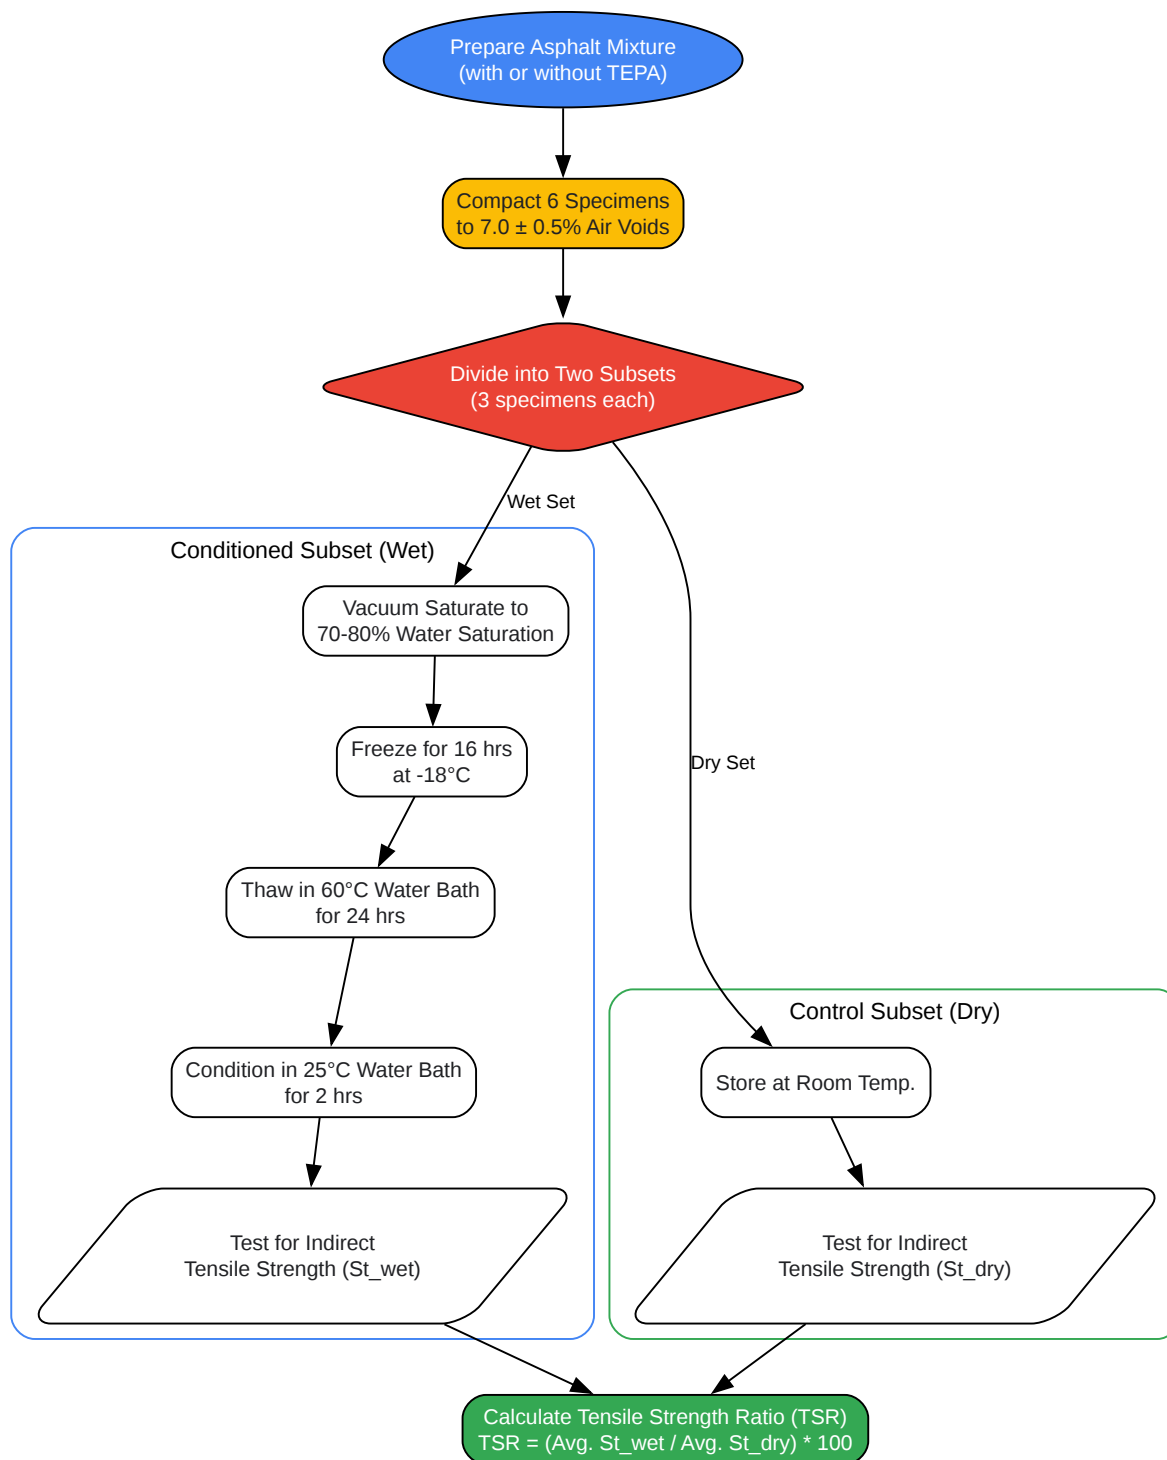 Prepare Asphalt Mixture
(with or without TEPA)
Compact 6 Specimens
to 7.0 ± 0.5% Air Voids
Divide into Two Subsets
(3 specimens each)
Wet Set
Conditioned Subset (Wet)
Vacuum Saturate to
70-80% Water Saturation
Freeze for 16 hrs
at -18°C
Thaw in 60°C Water Bath
for 24 hrs
Condition in 25°C Water Bath
for 2 hrs
Test for Indirect
Tensile Strength (St_wet)
Dry Set
Control Subset (Dry)
Store at Room Temp.
Test for Indirect
Tensile Strength (St_dry)
Calculate Tensile Strength Ratio (TSR)
TSR = (Avg. St_wet / Avg. St_dry) * 100